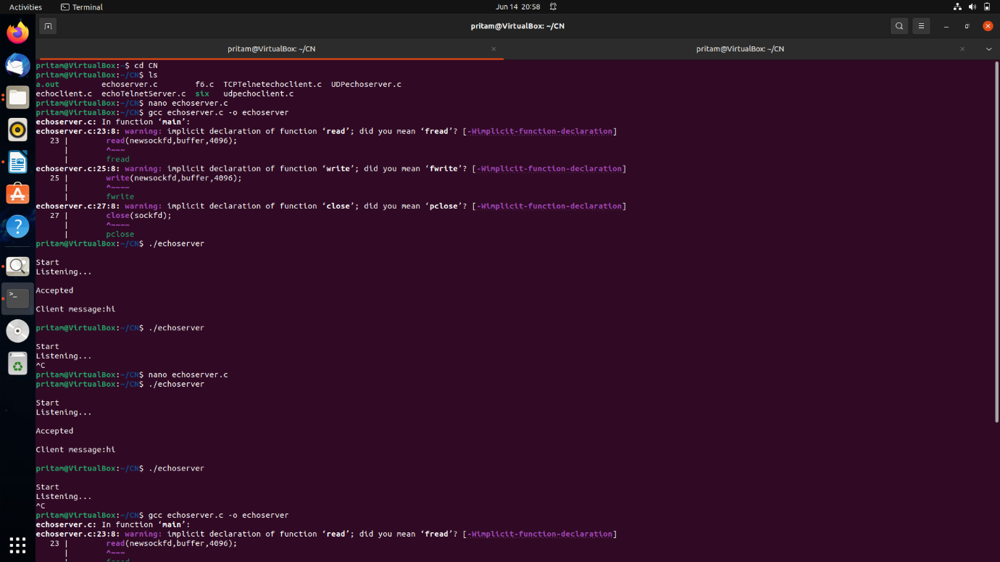 Activities Terminal Jun 14 20:58
pritam@VirtualBox: ~/CN
pritam@VirtualBox: ~/CN pritam@VirtualBox: ~/CN
pritam@VirtualBox:~$ cd CN
pritam@VirtualBox:~/CN$ ls
a.out echoserver.c f6.c TCPTelnetechoclient.c UDPechoserver.c
echoclient.c echoTelnetServer.c six udpechoclient.c
pritam@VirtualBox:~/CN$ nano echoserver.c
pritam@VirtualBox:~/CN$ gcc echoserver.c -o echoserver
echoserver.c: In function ‘main’:
echoserver.c:23:8: warning: implicit declaration of function ‘read’; did you mean ‘fread’? [-Wimplicit-function-declaration]
23 | read(newsockfd,buffer,4096);
| ^~~~
| fread
echoserver.c:25:8: warning: implicit declaration of function ‘write’; did you mean ‘fwrite’? [-Wimplicit-function-declaration]
25 | write(newsockfd,buffer,4096);
| ^~~~~
| fwrite
echoserver.c:27:8: warning: implicit declaration of function ‘close’; did you mean ‘pclose’? [-Wimplicit-function-declaration]
27 | close(sockfd);
| ^~~~~
| pclose
pritam@VirtualBox:~/CN$ ./echoserver
Start
Listening...
Accepted
Client message:hi
pritam@VirtualBox:~/CN$ ./echoserver
Start
Listening...
^C
pritam@VirtualBox:~/CN$ nano echoserver.c
pritam@VirtualBox:~/CN$ ./echoserver
Start
Listening...
Accepted
Client message:hi
pritam@VirtualBox:~/CN$ ./echoserver
Start
Listening...
^C
pritam@VirtualBox:~/CN$ gcc echoserver.c -o echoserver
echoserver.c: In function ‘main’:
echoserver.c:23:8: warning: implicit declaration of function ‘read’; did you mean ‘fread’? [-Wimplicit-function-declaration]
23 | read(newsockfd,buffer,4096);
| ^~~~
| fread